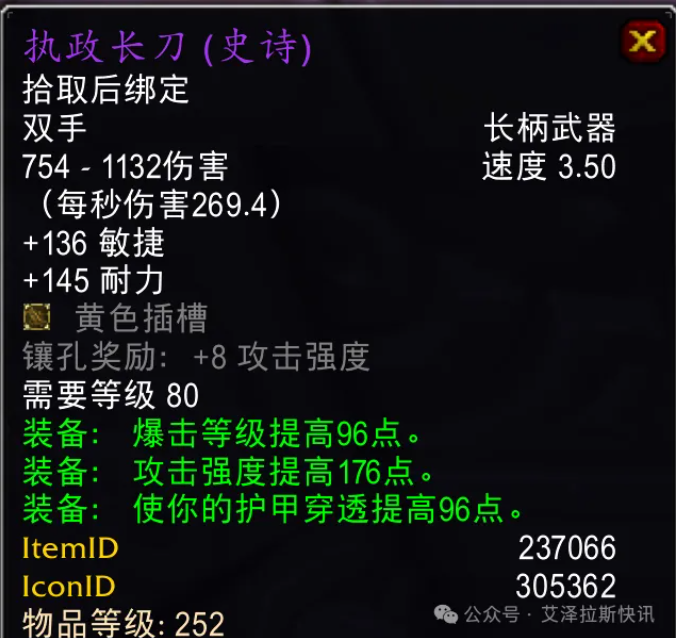 执政长刀 (史诗)
拾取后绑定
双手 长柄武器
754 - 1132伤害 速度 3.50
（每秒伤害269.4）
+136 敏捷
+145 耐力
黄色插槽
镶孔奖励: +8 攻击强度
需要等级 80
装备: 爆击等级提高96点。
装备: 攻击强度提高176点。
装备: 使你的护甲穿透提高96点。
ItemID 237066
IconID 305362
物品等级: 252
公众号 · 艾泽拉斯快讯